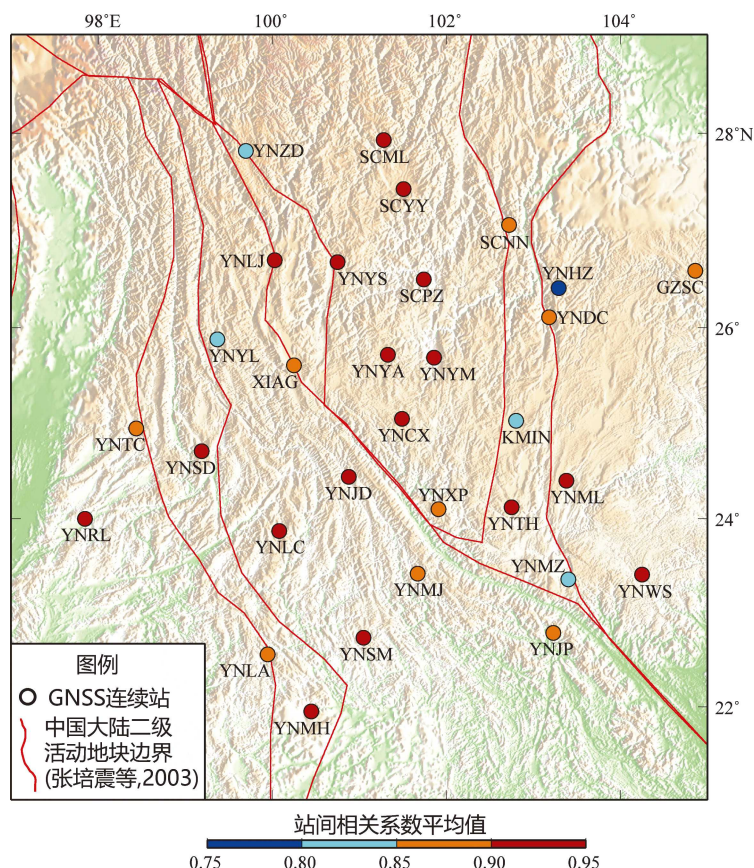 98°E 100° 102° 104°
28°N
YNZD
SCML
SCYY
SCNN
YNLJ
YNYS
YNHZ
GZSC
SCPZ
YNDC
26°
YNYL
XIAG
YNYA
YNYM
YNTC
YNCX
KMIN
YNSD
YNJD
YNXP
YNML
24°
YNRL
YNLC
YNTH
YNMZ
YNMJ
YNWS
YNSM
YNJP
YNLA
22°
YNMH
图例
GNSS连续站
中国大陆二级
活动地块边界
(张培震等,2003)
站间相关系数平均值
0.75 0.80 0.85 0.90 0.95